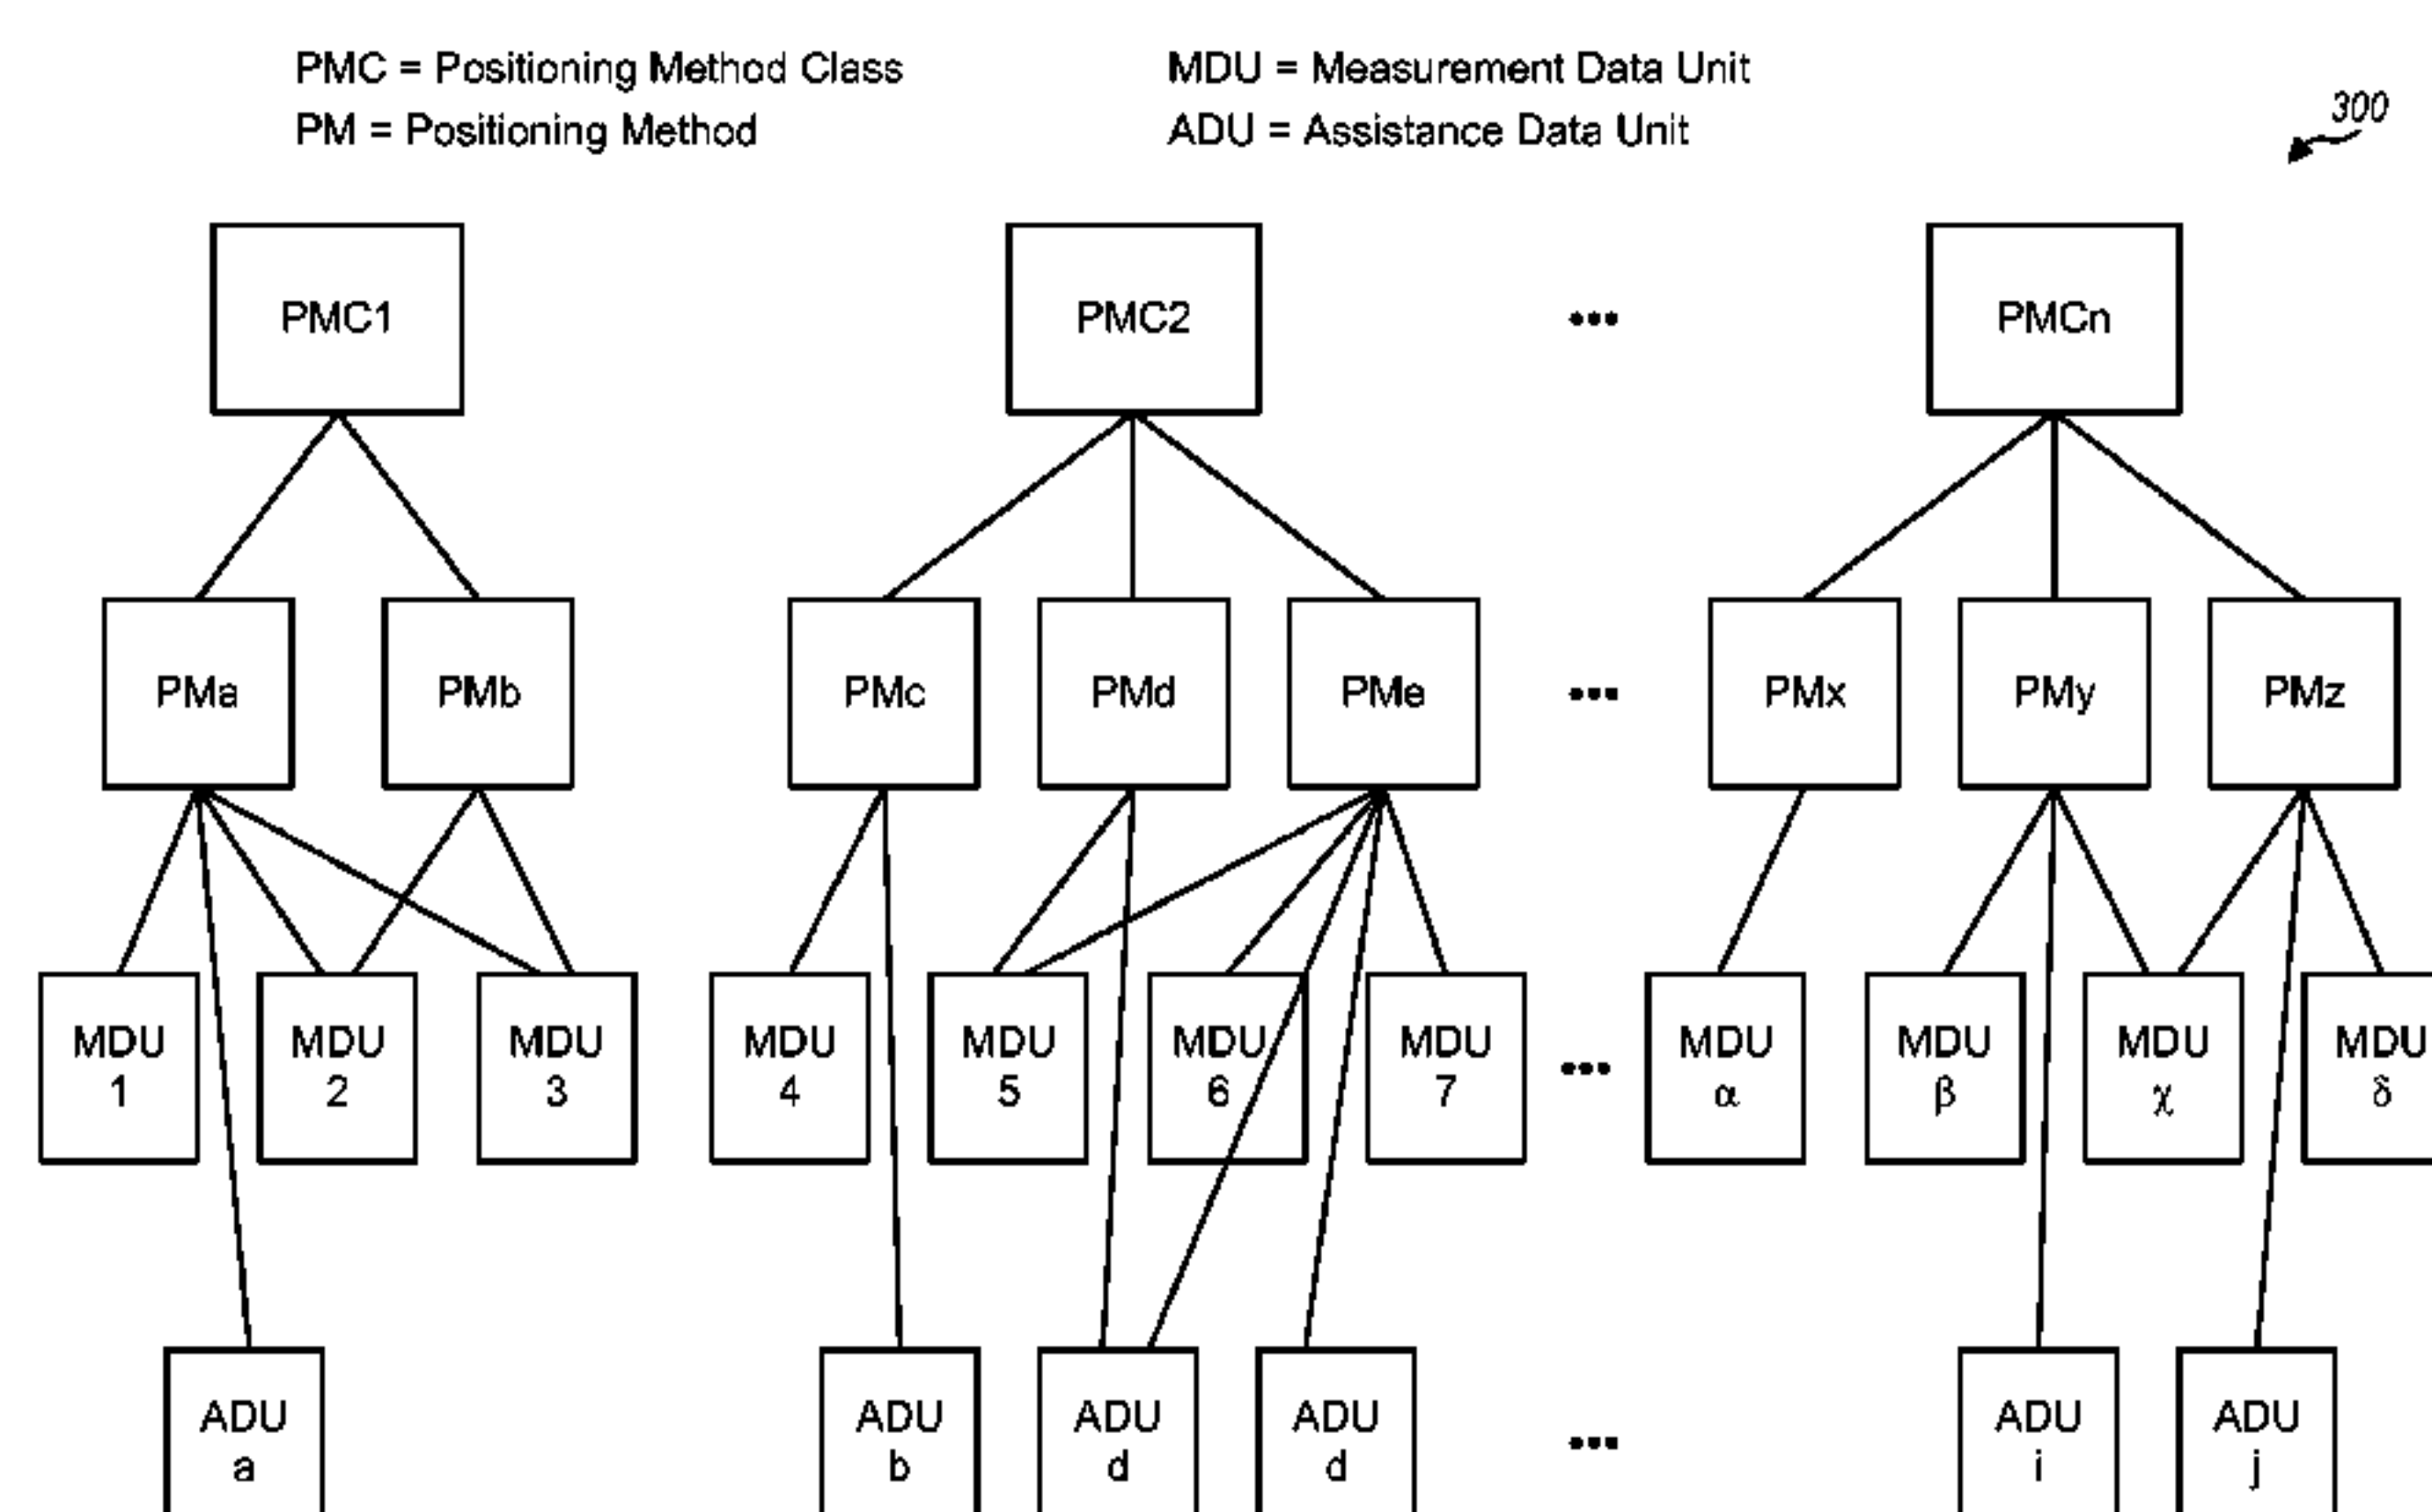 PMC = Positioning Method Class
MDU = Measurement Data Unit
PM = Positioning Method
ADU = Assistance Data Unit
300
PMC1
PMC2
•••
PMCn
PMa
PMb
PMc
PMd
PMe
•••
PMx
PMy
PMz
MDU
1
MDU
2
MDU
3
MDU
4
MDU
5
MDU
6
MDU
7
•••
MDU
α
MDU
β
MDU
χ
MDU
δ
ADU
a
ADU
b
ADU
d
ADU
d
•••
ADU
i
ADU
j